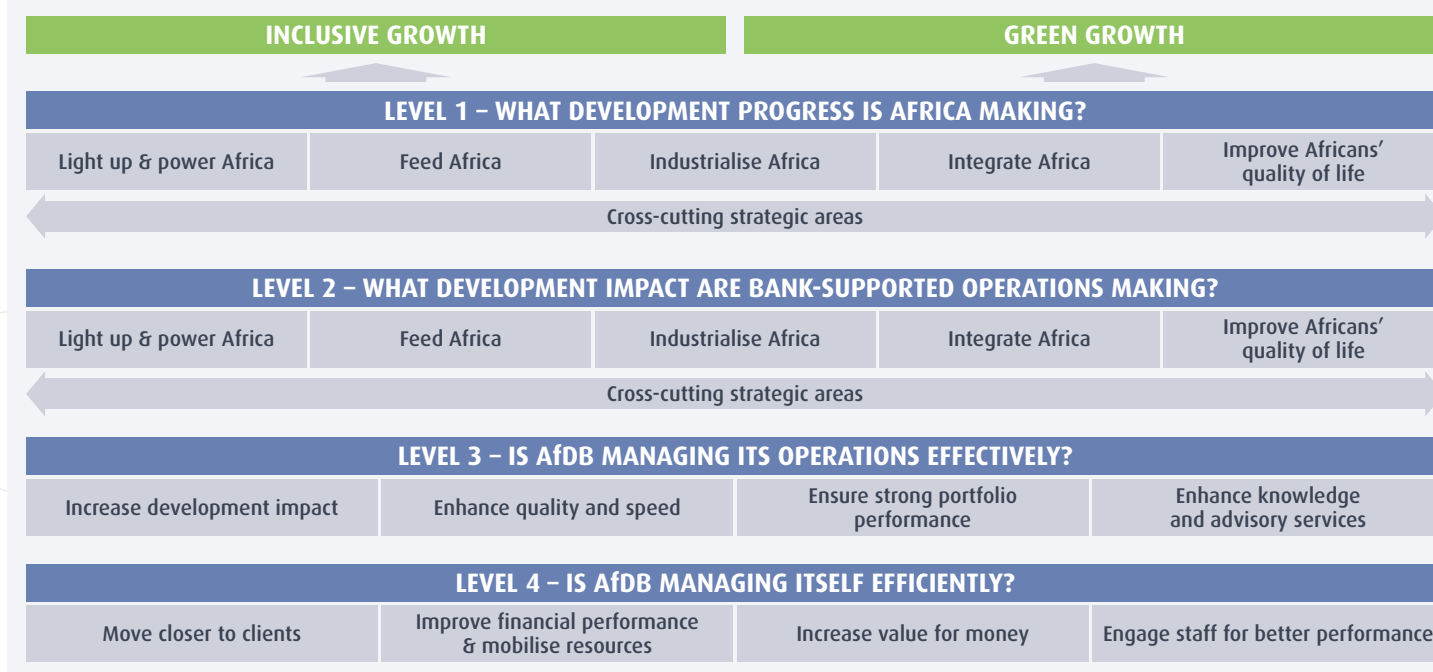 INCLUSIVE GROWTH
GREEN GROWTH
LEVEL 1 – WHAT DEVELOPMENT PROGRESS IS AFRICA MAKING?
Light up & power Africa
Feed Africa
Industrialise Africa
Integrate Africa
Improve Africans'
quality of life
Cross-cutting strategic areas
LEVEL 2 – WHAT DEVELOPMENT IMPACT ARE BANK-SUPPORTED OPERATIONS MAKING?
Light up & power Africa
Feed Africa
Industrialise Africa
Integrate Africa
Improve Africans'
quality of life
Cross-cutting strategic areas
LEVEL 3 – IS AfDB MANAGING ITS OPERATIONS EFFECTIVELY?
Increase development impact
Enhance quality and speed
Ensure strong portfolio
performance
Enhance knowledge
and advisory services
LEVEL 4 – IS AfDB MANAGING ITSELF EFFICIENTLY?
Move closer to clients
Improve financial performance
& mobilise resources
Increase value for money
Engage staff for better performance